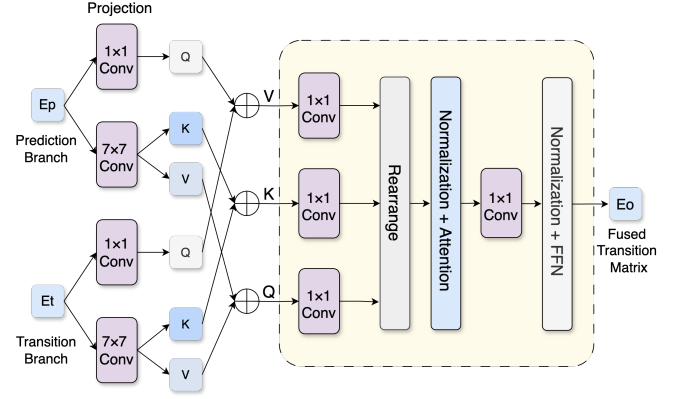 Projection
1×1
Conv
Q
Ep
Prediction
Branch
7×7
Conv
K
V
1×1
Conv
Q
Et
Transition
Branch
7×7
Conv
K
V
V
K
Q
1×1
Conv
1×1
Conv
1×1
Conv
Rearrange
Normalization + Attention
1×1
Conv
Normalization + FFN
Eo
Fused
Transition
Matrix